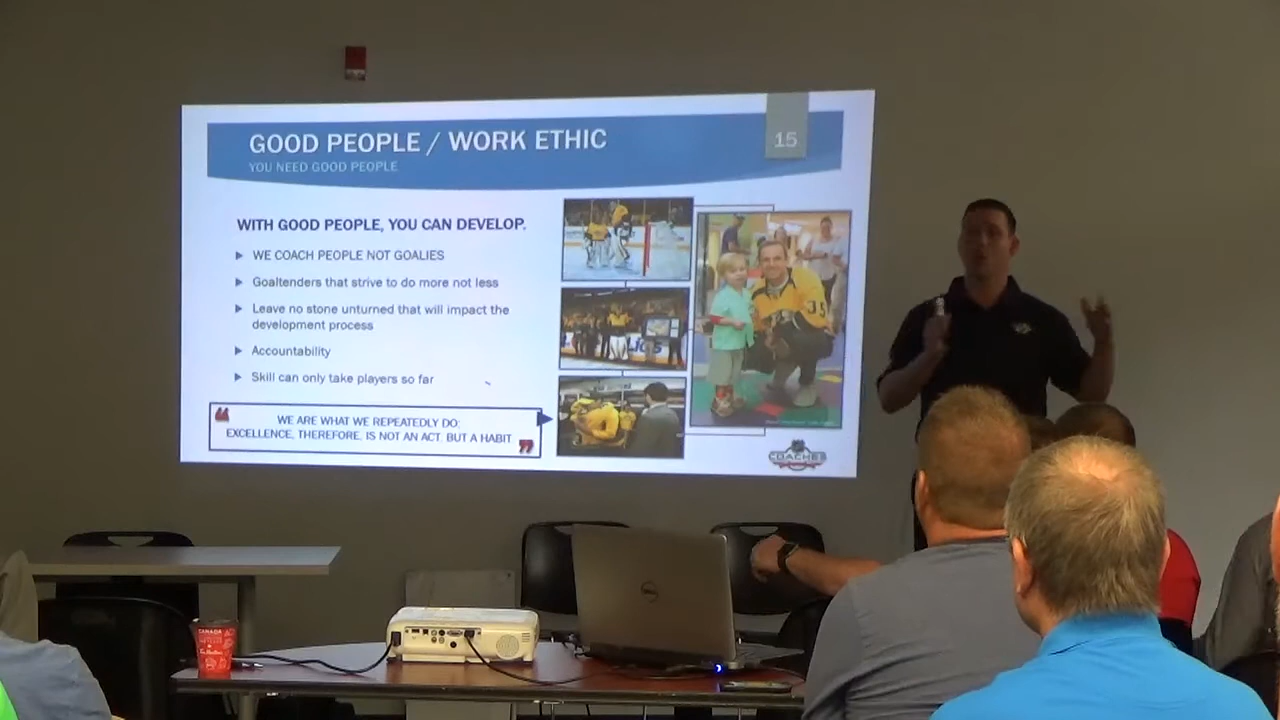 GOOD PEOPLE / WORK ETHIC
15
YOU NEED GOOD PEOPLE
WITH GOOD PEOPLE, YOU CAN DEVELOP.
WE COACH PEOPLE NOT GOALIES
Goaltenders that strive to do more not less
Leave no stone unturned that will impact the
development process
Accountability
Skill can only take players so far
WE ARE WHAT WE REPEATEDLY DO;
EXCELLENCE, THEREFORE, IS NOT AN ACT, BUT A HABIT
35
COACHES
CANADA
DELL